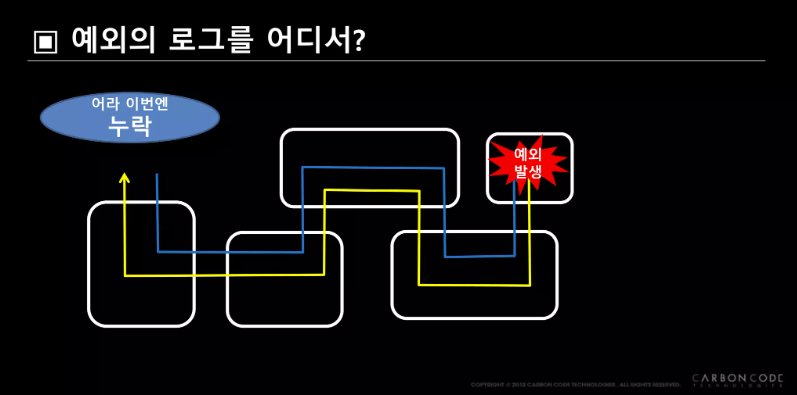 ▣ 예외의 로그를 어디서?
어라 이번엔
누락
예외
발생
COPYRIGHT © 2013 CARBON CODE TECHNOLOGIES. ALL RIGHTS RESERVED.
CARBON CODE
TECHNOLOGIES